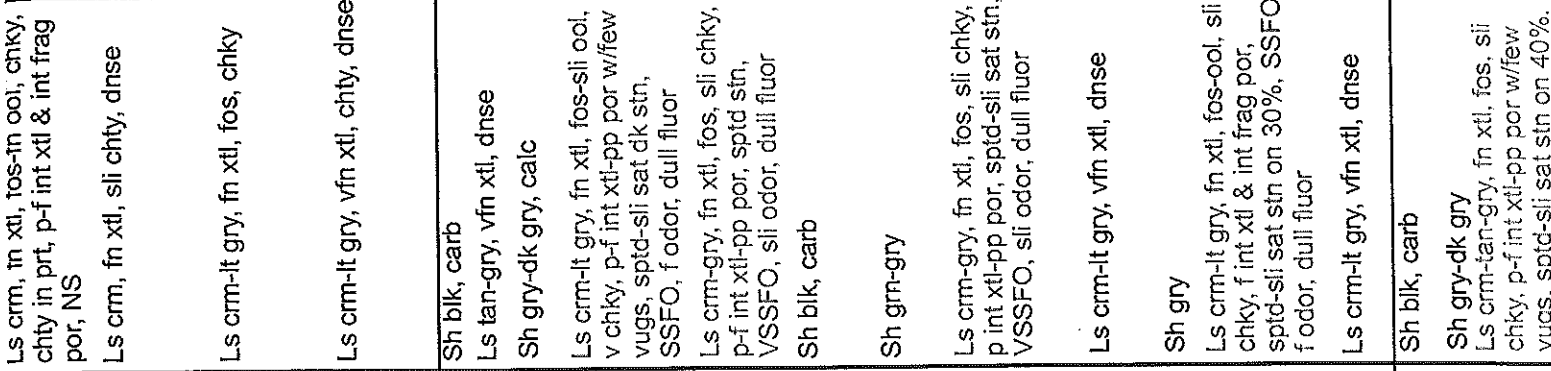 Ls crm, fn xtl, fos-fn ool, chky,
chty in prt, p-f int xtl & int frag
por, NS
Ls crm, fn xtl, sli chty, dnse
Ls crm-lt gry, fn xtl, fos, chky
Ls crm-lt gry, vfn xtl, chty, dnse
Sh blk, carb
Ls tan-gry, vfn xtl, dnse
Sh gry-dk gry, calc
Ls crm-lt gry, fn xtl, fos-sli ool,
v chky, p-f int xtl-pp por w/few
vugs, sptd-sli sat dk stn,
SSFO, f odor, dull fluor
Ls crm-gry, fn xtl, fos, sli chky,
p-f int xtl-pp por, sptd stn,
VSSFO, sli odor, dull fluor
Sh blk, carb
Sh grn-gry
Ls crm-gry, fn xtl, fos, sli chky,
p int xtl-pp por, sptd-sli sat stn,
VSSFO, sli odor, dull fluor
Ls crm-lt gry, vfn xtl, dnse
Sh gry
Ls crm-lt gry, fn xtl, fos-ool, sli
chky, f int xtl & int frag por,
sptd-sli sat stn on 30%, SSFO
f odor, dull fluor
Ls crm-lt gry, vfn xtl, dnse
Sh blk, carb
Sh gry-dk gry
Ls crm-tan-gry, fn xtl, fos, sli
chky, p-f int xtl-pp por w/few
vugs, sptd-sli sat stn on 40%.